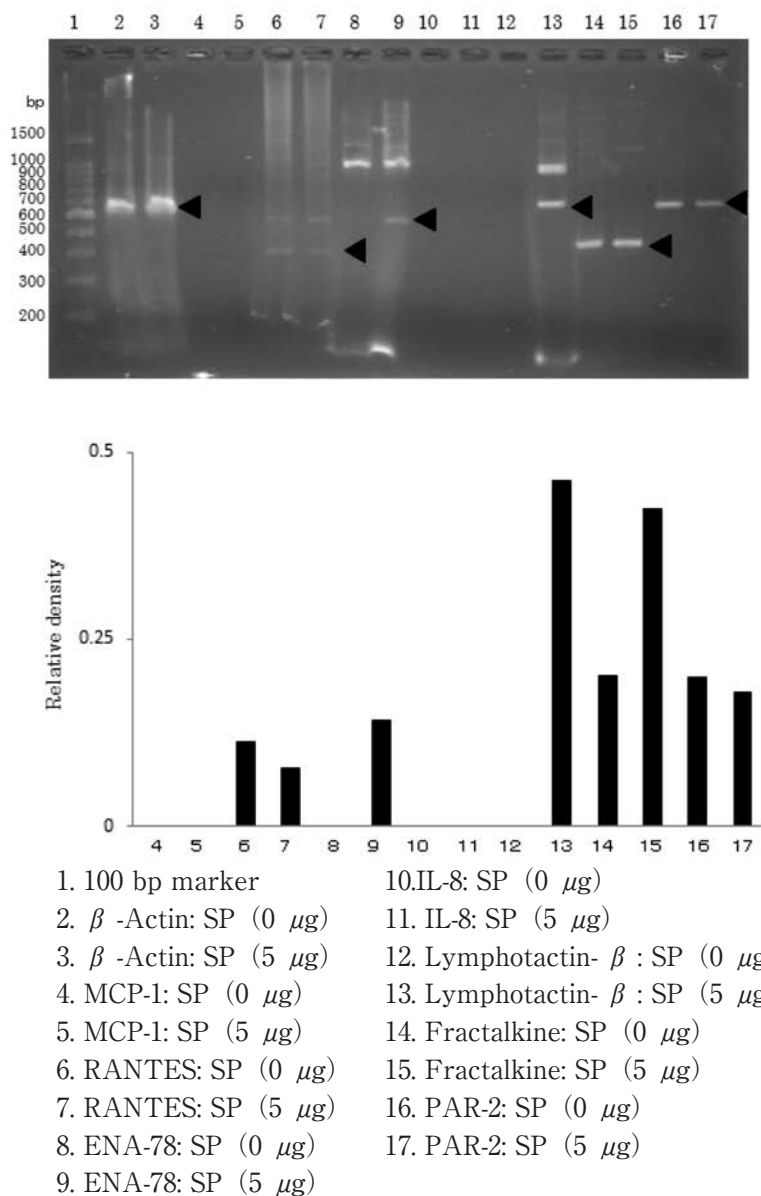 1 2 3 4 5 6 7 8 9 10 11 12 13 14 15 16 17
bp
1500
1000
900
800
700
600
500
400
300
200
0.5
0.25
0
Relative density
4 5 6 7 8 9 10 11 12 13 14 15 16 17
1. 100 bp marker
2. β -Actin: SP (0 μg)
3. β -Actin: SP (5 μg)
4. MCP-1: SP (0 μg)
5. MCP-1: SP (5 μg)
6. RANTES: SP (0 μg)
7. RANTES: SP (5 μg)
8. ENA-78: SP (0 μg)
9. ENA-78: SP (5 μg)
10.IL-8: SP (0 μg)
11. IL-8: SP (5 μg)
12. Lymphotactin- β : SP (0 μg
13. Lymphotactin- β : SP (5 μg
14. Fractalkine: SP (0 μg)
15. Fractalkine: SP (5 μg)
16. PAR-2: SP (0 μg)
17. PAR-2: SP (5 μg)